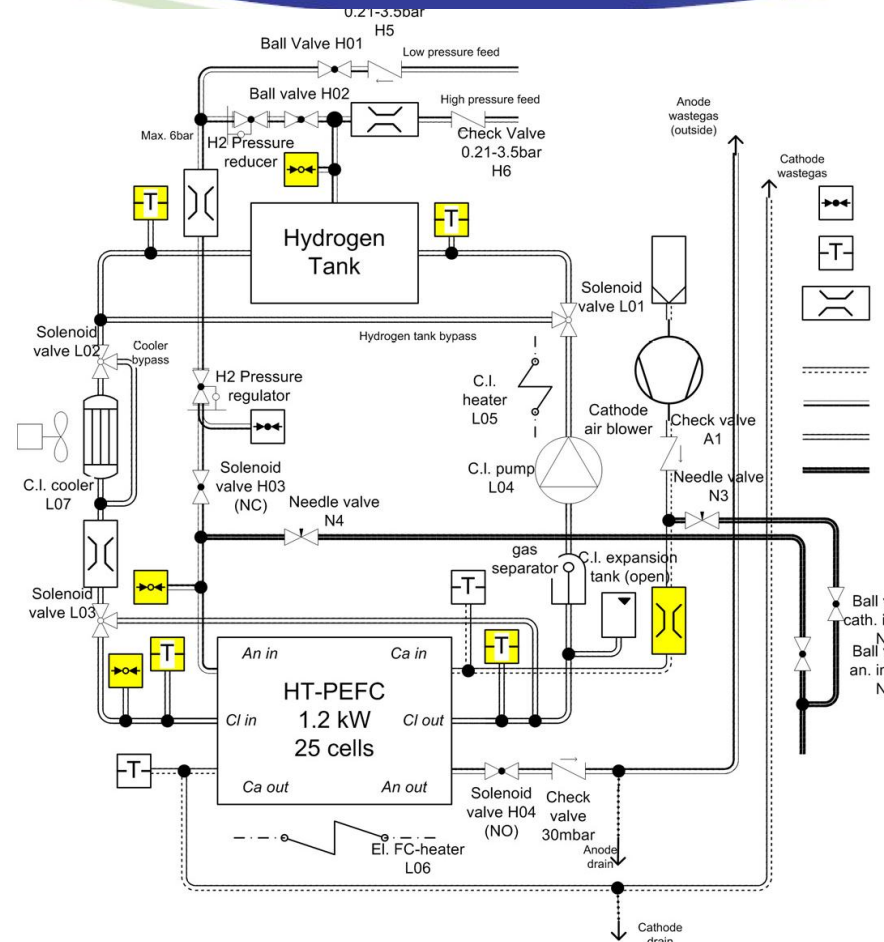 0.21-3.5bar
H5
Ball Valve H01
Low pressure feed
Ball valve H02
High pressure feed
Max. 6bar
H2 Pressure
reducer
Check Valve
0.21-3.5bar
H6
Anode
wastegas
(outside)
Cathode
wastegas
T
T
T
Hydrogen
Tank
Solenoid
valve L01
Solenoid
valve L02
Cooler
bypass
Hydrogen tank bypass
H2 Pressure
regulator
C.I.
heater
L05
Cathode
air blower
Check valve
A1
C.I. cooler
L07
Solenoid
valve H03
(NC)
C.I. pump
L04
Needle valve
N3
Needle valve
N4
gas
separator
C.I. expansion
tank (open)
Solenoid
valve L03
T
T
T
Ball
cath. i
Ball
an. in
An in
Ca in
HT-PEFC
1.2 kW
25 cells
Cl in
Cl out
Ca out
An out
T
Solenoid
valve H04
(NO)
Check
valve
30mbar
El. FC-heater
L06
Anode
drain
Cathode
drain